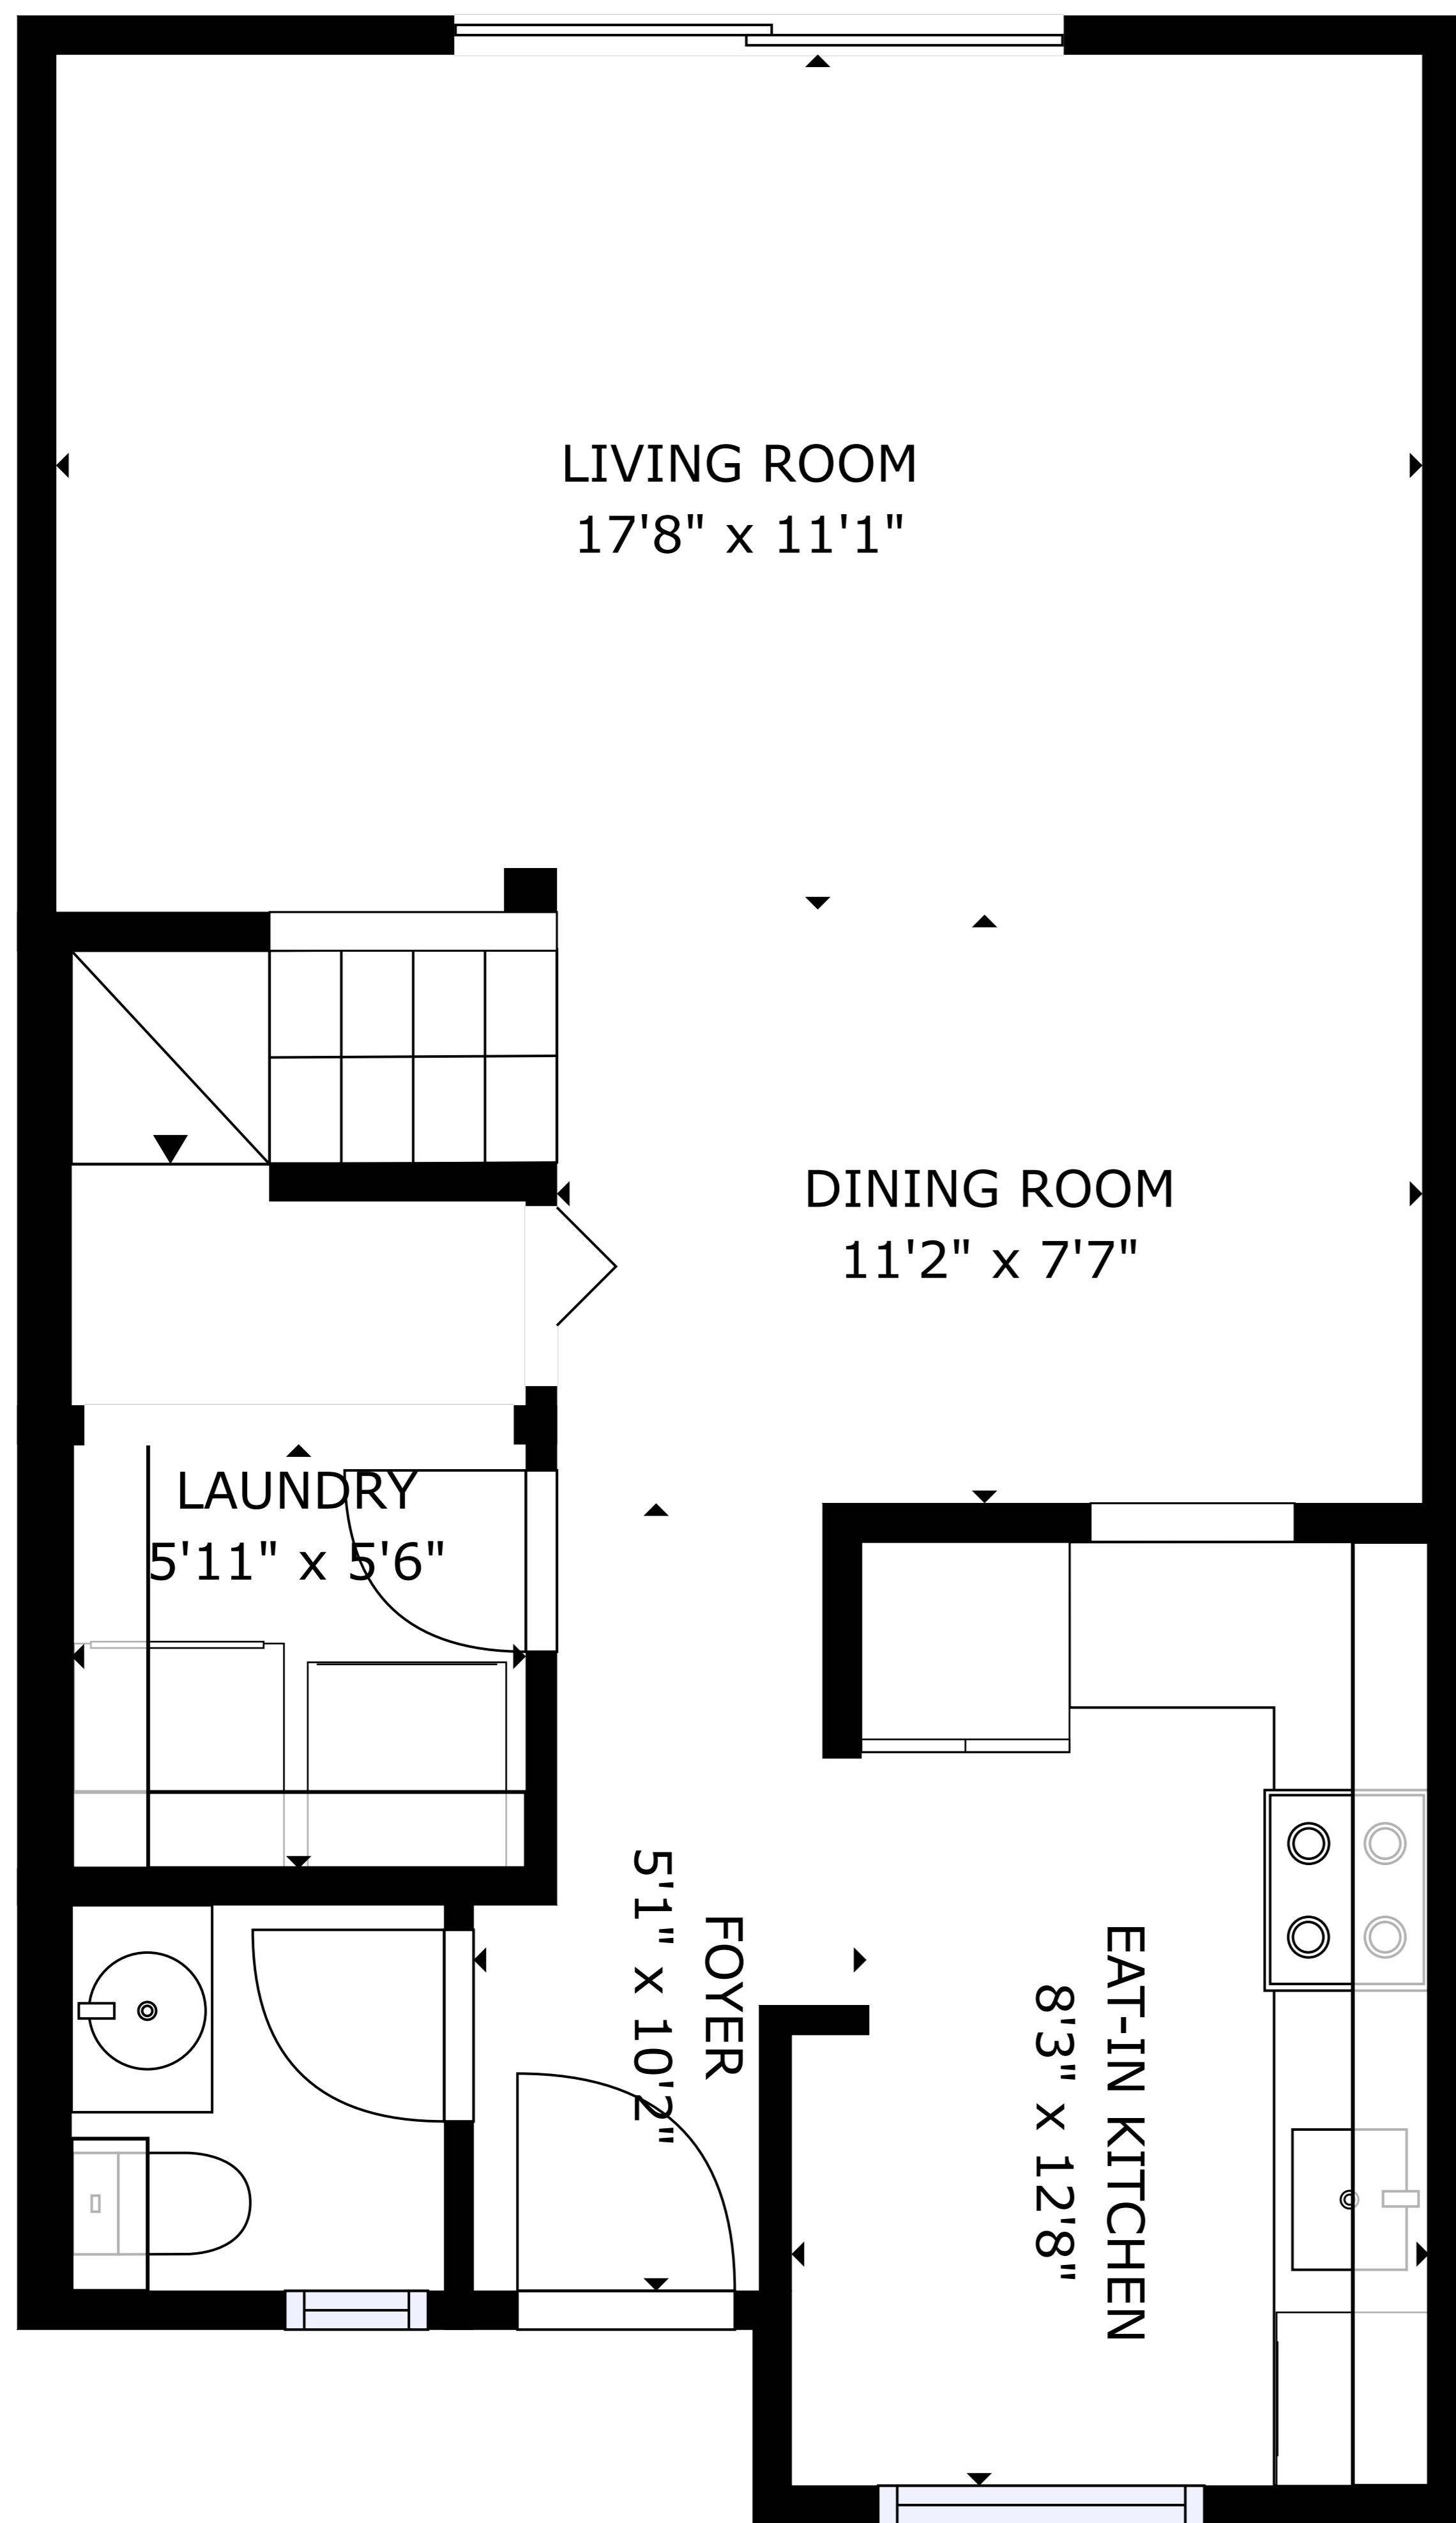 LIVING ROOM
17'8" x 11'1"
DINING ROOM
11'2" x 7'7"
LAUNDRY
5'11" x 5'6"
FOYER
5'1" x 10'2"
EAT-IN KITCHEN
8'3" x 12'8"